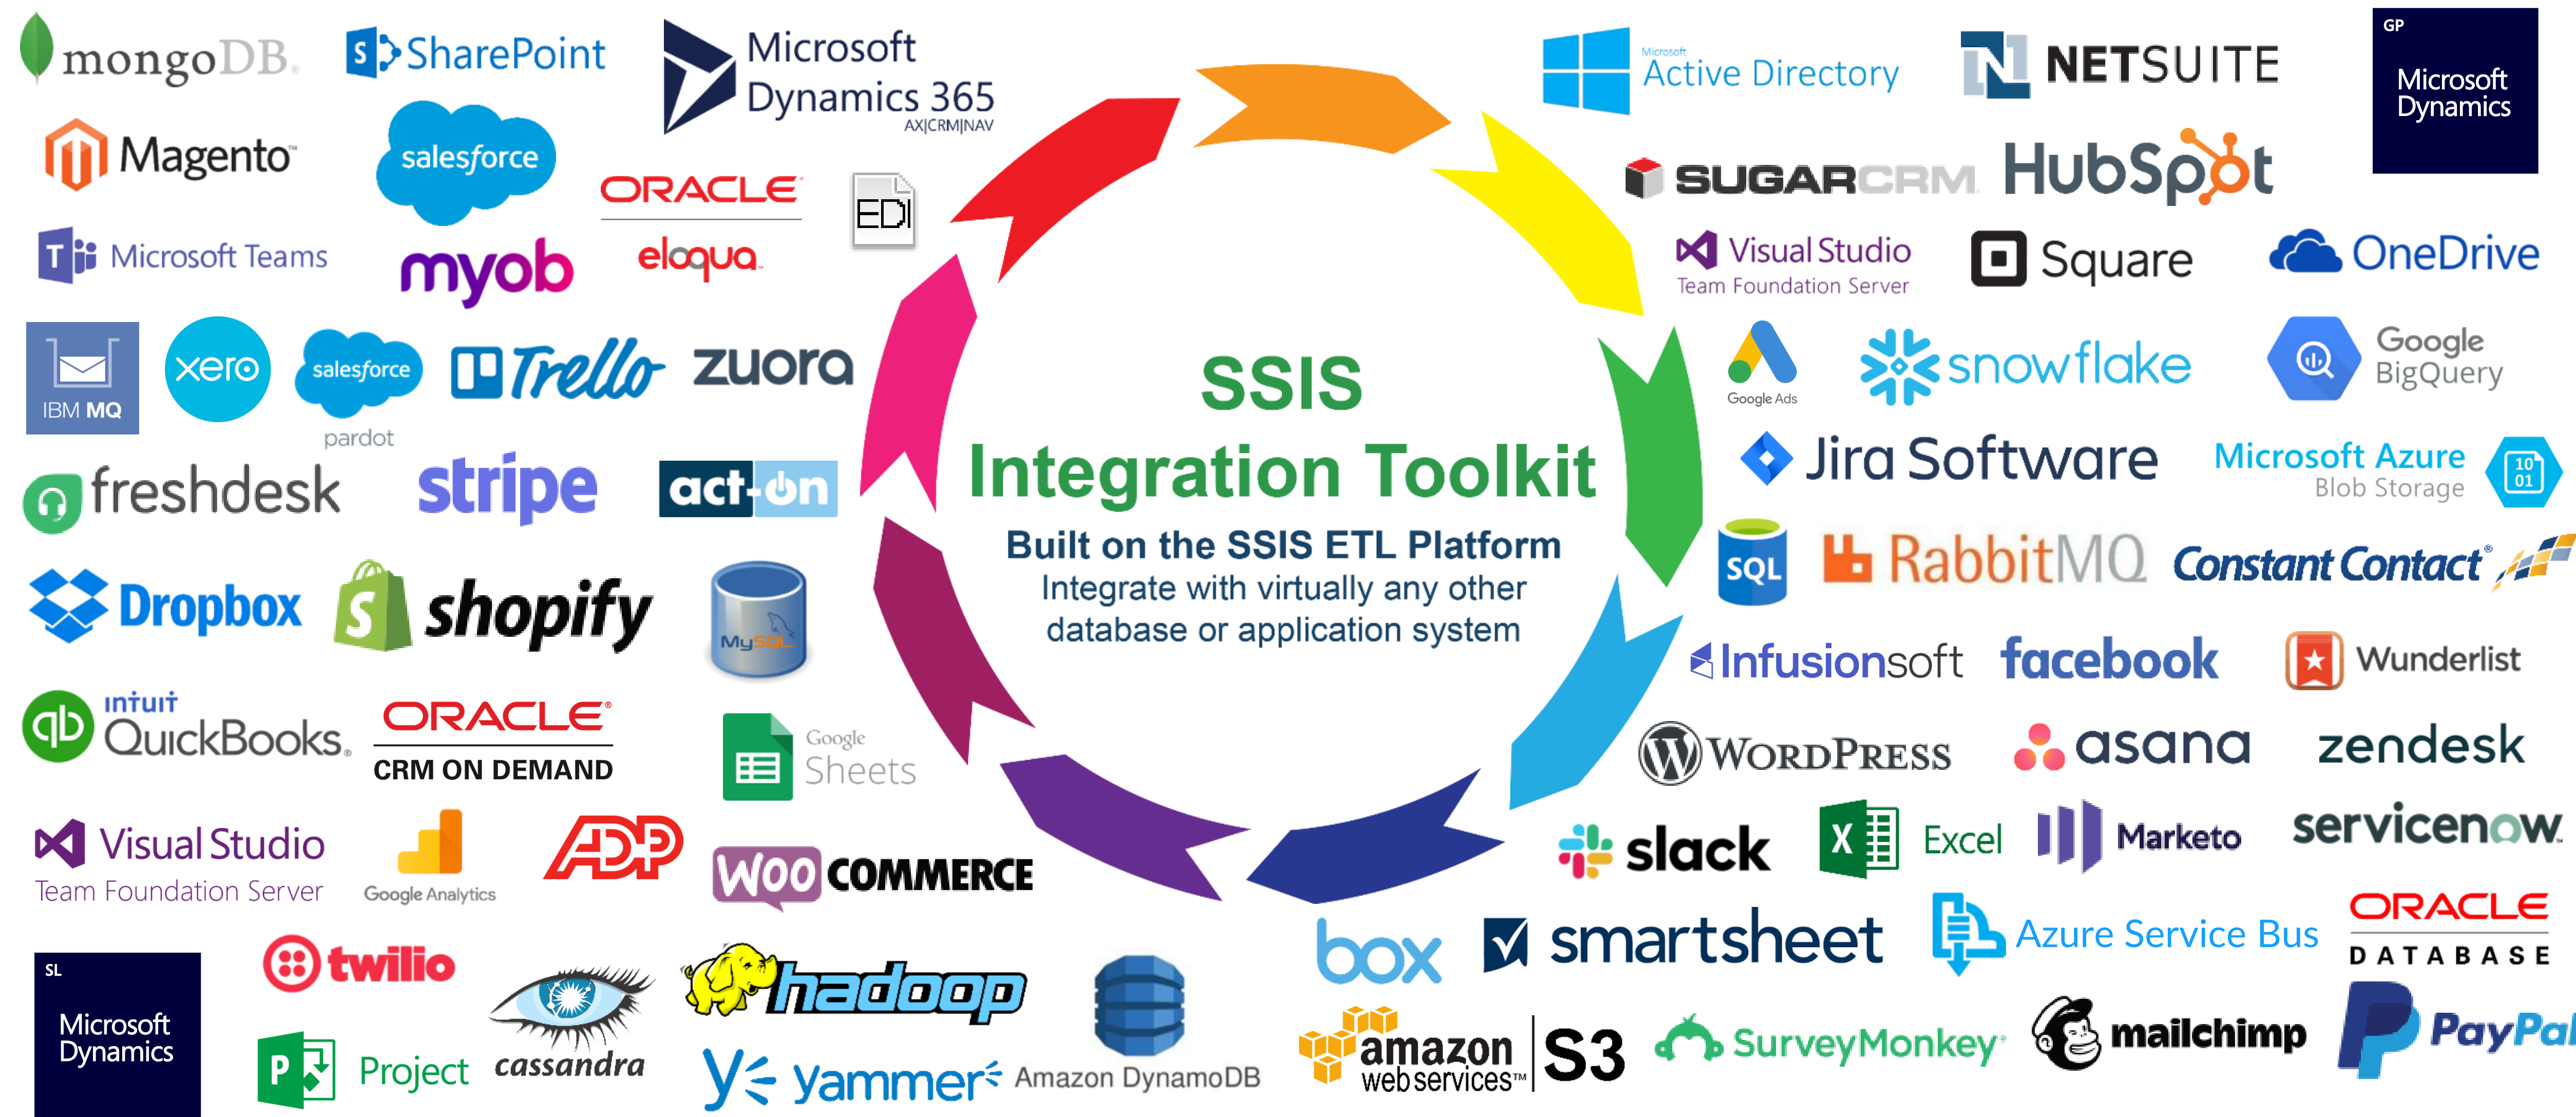 mongoDB®
SharePoint
Microsoft
Dynamics 365
AX|CRM|NAV
Magento™
salesforce
ORACLE
EDI
Microsoft Teams
myob
eloqua
IBM MQ
xero
salesforce
pardot
Trello
zuora
freshdesk
stripe
act-on
Dropbox
shopify
MySQL
intuit
QuickBooks®
ORACLE®
CRM ON DEMAND
Google
Sheets
Visual Studio
Team Foundation Server
Google Analytics
ADP
WOO COMMERCE
SL
Microsoft
Dynamics
twilio
P Project
cassandra
hadoop
yammer
Amazon DynamoDB
SSIS
Integration Toolkit
Built on the SSIS ETL Platform
Integrate with virtually any other
database or application system
Microsoft
Active Directory
NETSUITE
GP
Microsoft
Dynamics
SUGARCRM
HubSpot
Visual Studio
Team Foundation Server
Square
OneDrive
Google Ads
snowflake
Google
BigQuery
Jira Software
Microsoft Azure
Blob Storage
10
01
SQL
RabbitMQ
Constant Contact®
Infusionsoft
facebook
Wunderlist
WORDPRESS
asana
zendesk
slack
X Excel
Marketo
servicenow
box
smartsheet
Azure Service Bus
ORACLE
DATABASE
amazon
web services™
S3
SurveyMonkey®
mailchimp
PayPal